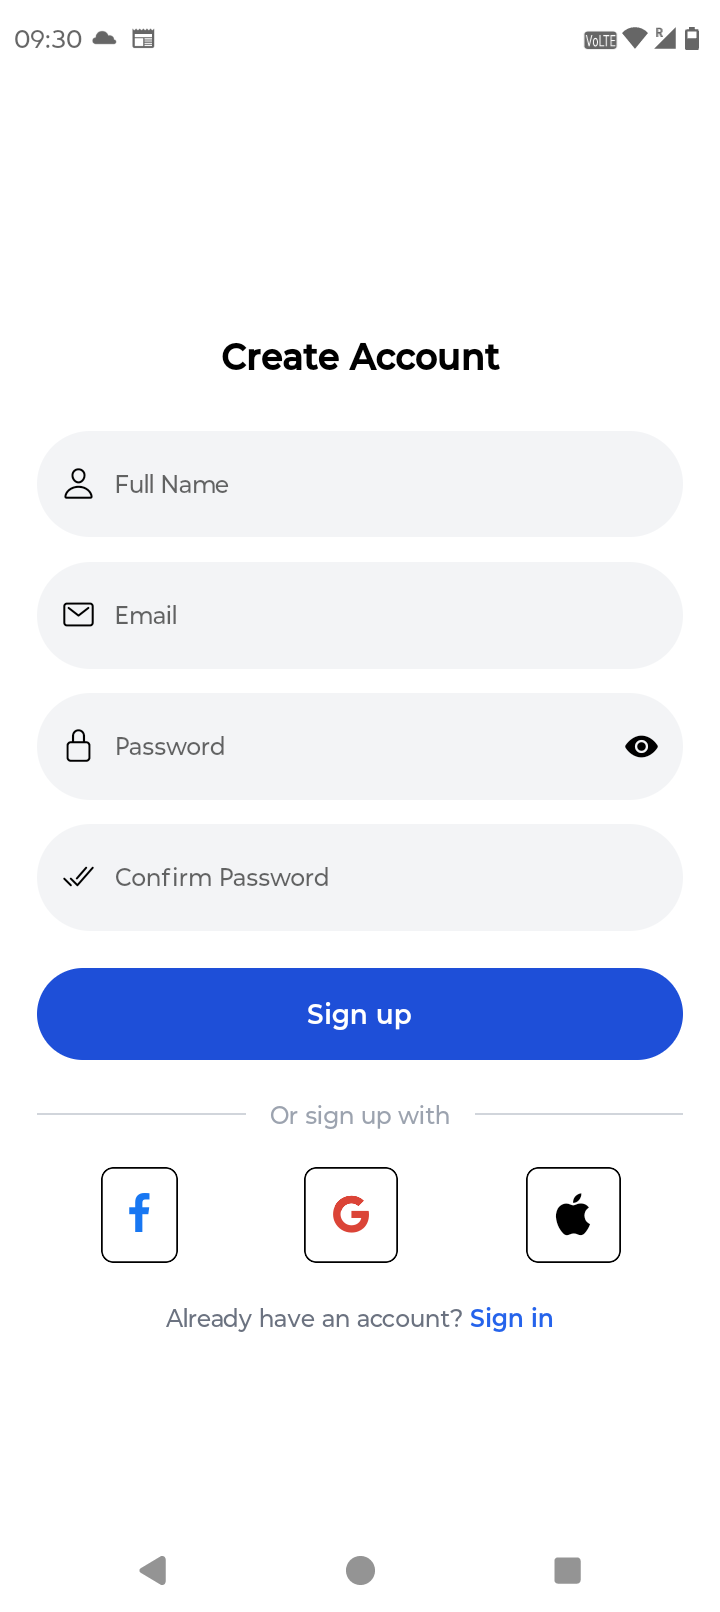 09:30
VoLTE R
Create Account
Full Name
Email
Password
Confirm Password
Sign up
Or sign up with
Already have an account? Sign in